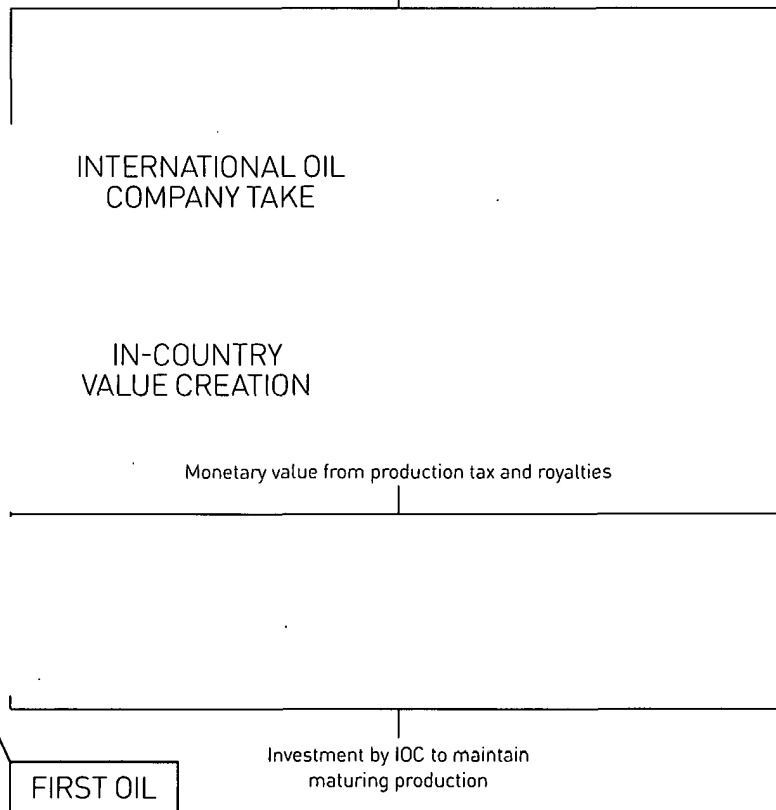 INTERNATIONAL OIL
COMPANY TAKE
IN-COUNTRY
VALUE CREATION
Monetary value from production tax and royalties
Investment by IOC to maintain
maturing production
FIRST OIL